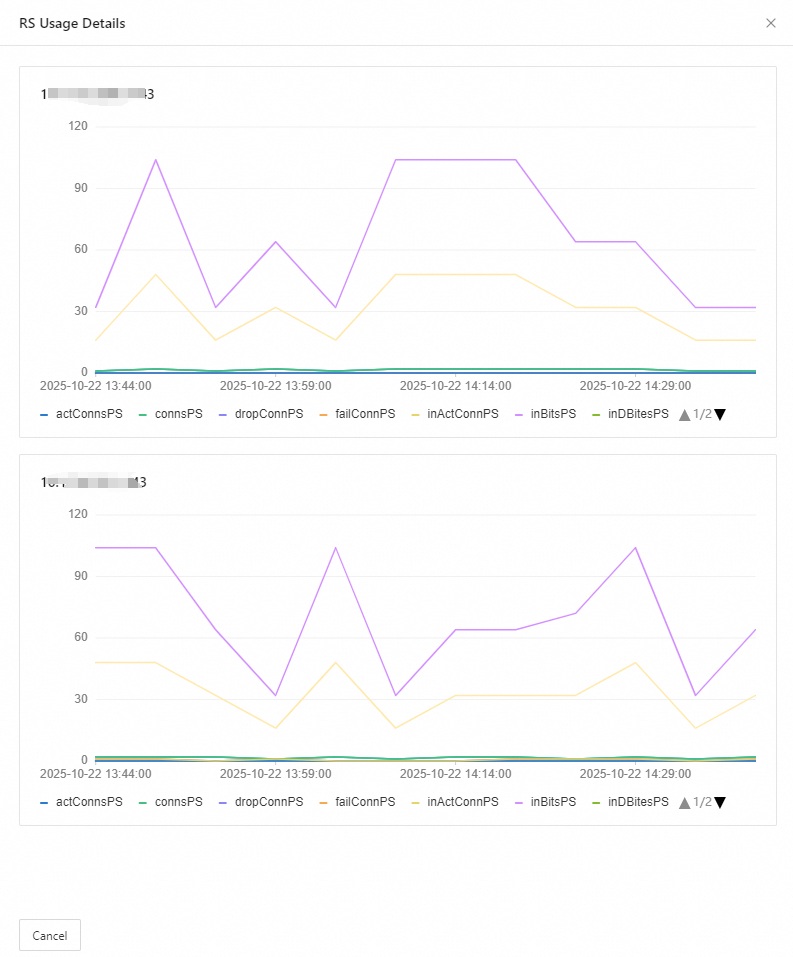 RS Usage Details
120
90
60
30
0
2025-10-22 13:44:00 2025-10-22 13:59:00 2025-10-22 14:14:00 2025-10-22 14:29:00
actConnsPS connsPS dropConnPS failConnPS inActConnPS inBitsPS inDBitesPS 1/2
120
90
60
30
0
2025-10-22 13:44:00 2025-10-22 13:59:00 2025-10-22 14:14:00 2025-10-22 14:29:00
actConnsPS connsPS dropConnPS failConnPS inActConnPS inBitsPS inDBitesPS 1/2
Cancel